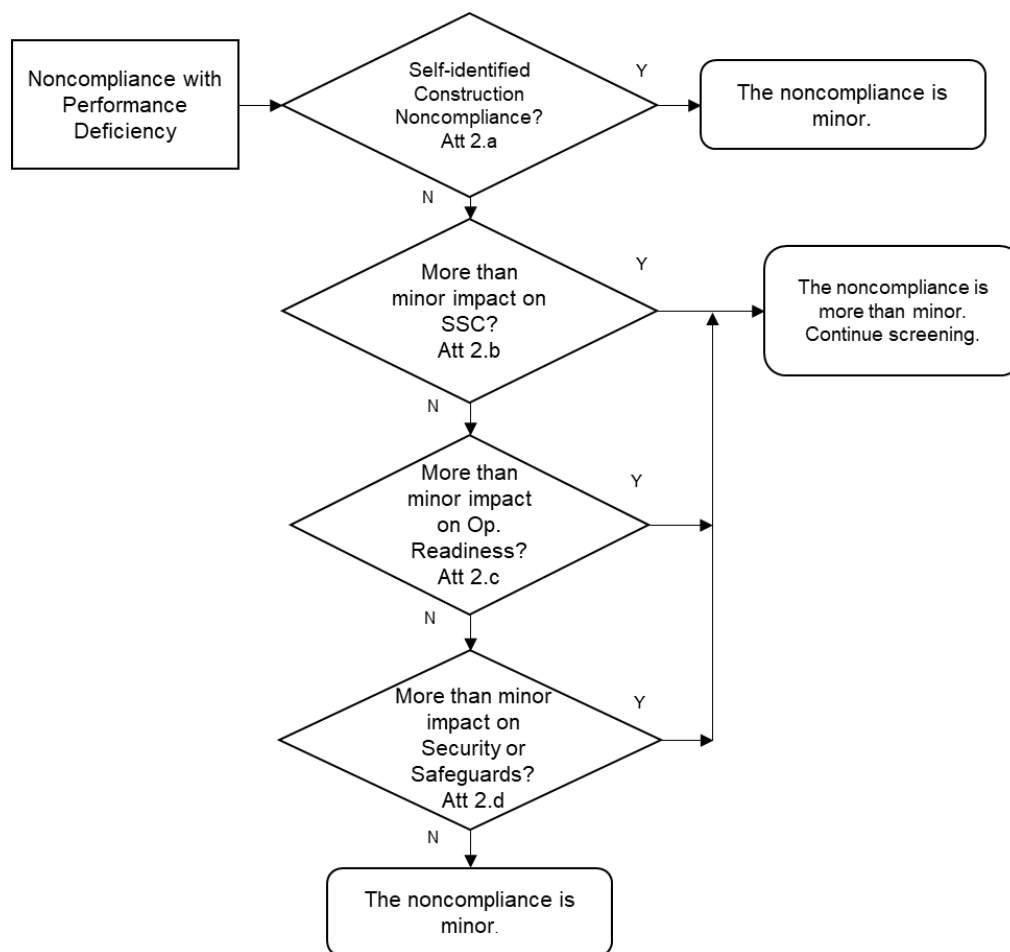 Noncompliance with
Performance
Deficiency
Self-identified
Construction
Noncompliance?
Att 2.a
Y
The noncompliance is
minor.
N
More than
minor impact on
SSC?
Att 2.b
Y
The noncompliance is
more than minor.
Continue screening.
N
More than
minor impact
on Op.
Readiness?
Att 2.c
Y
N
More than minor
impact on
Security or
Safeguards?
Att 2.d
Y
N
The noncompliance is
minor.